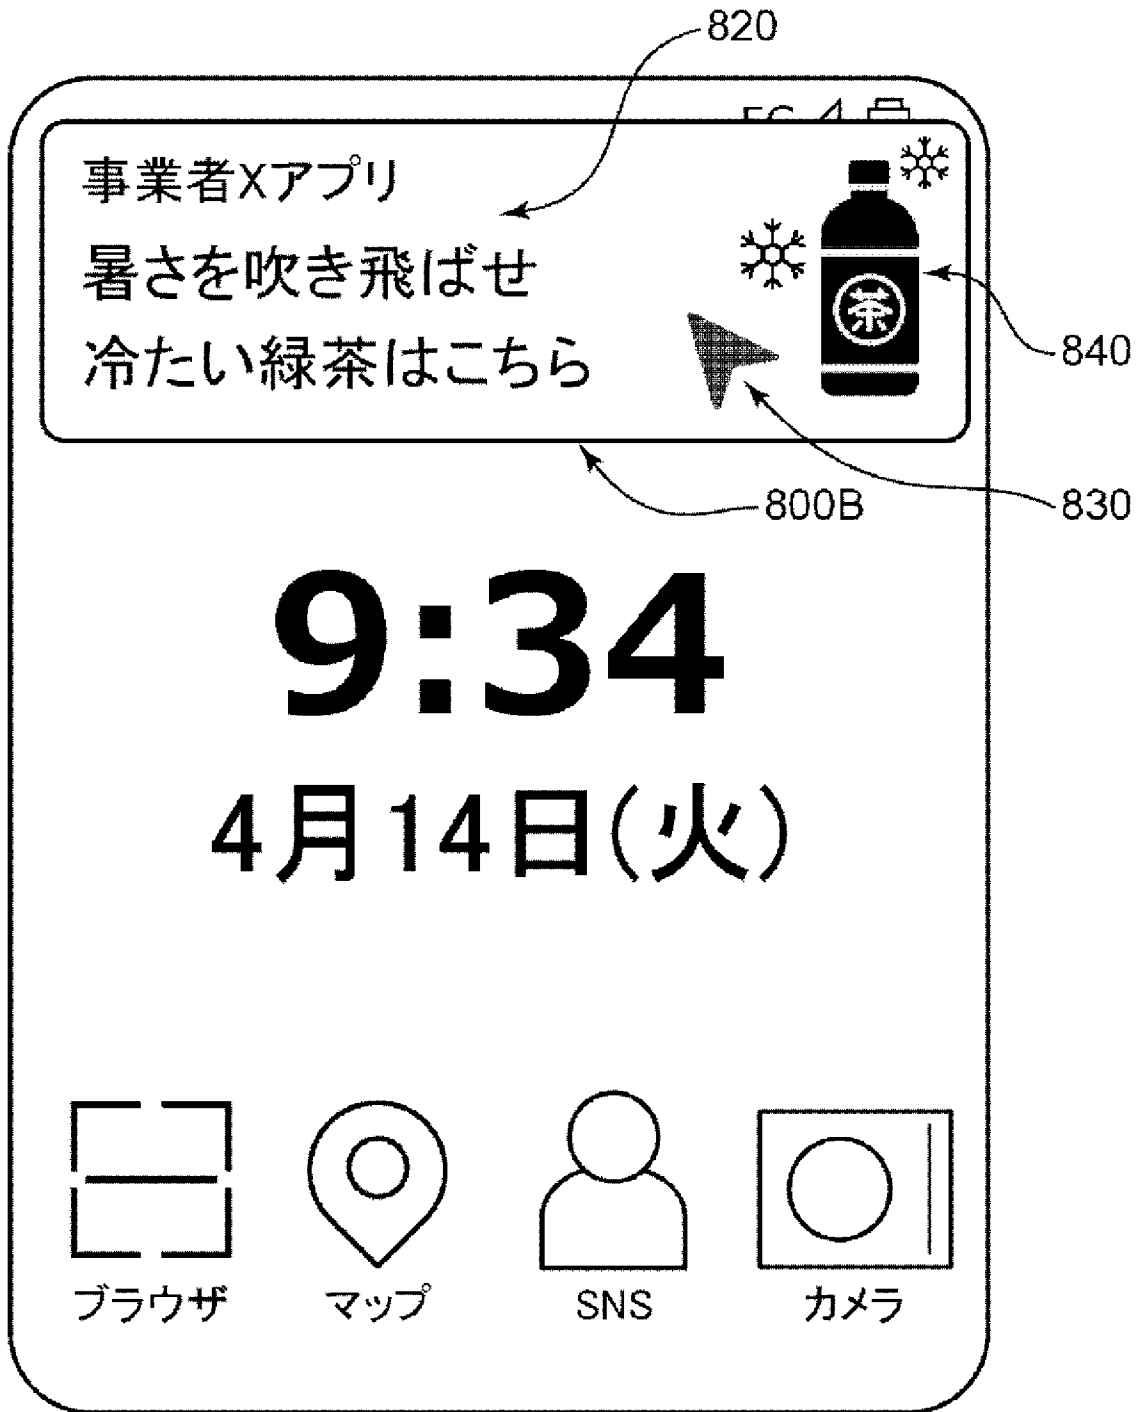 820
事業者Xアプリ
暑さを吹き飛ばせ
冷たい緑茶はこちら
茶
840
830
800B
9:34
4月14日(火)
ブラウザ
マップ
SNS
カメラ